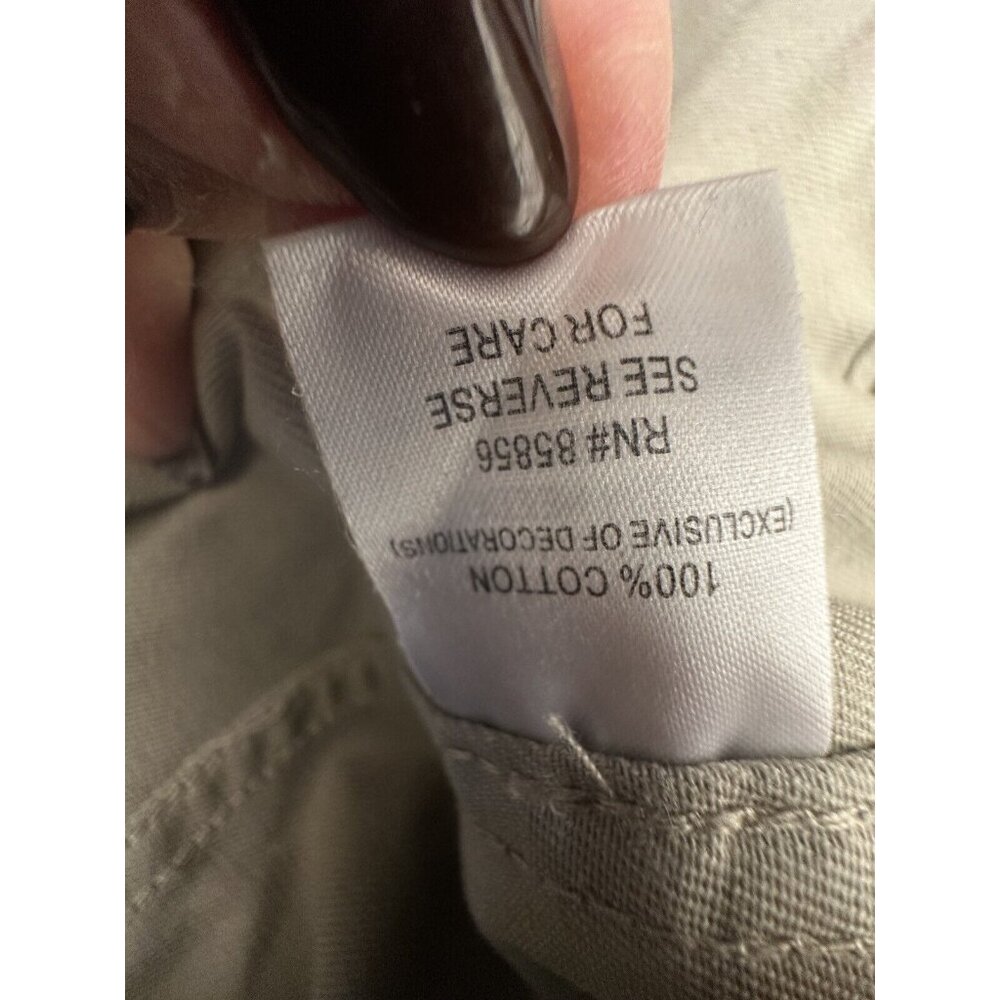 100% COTTON
(EXCLUSIVE OF DECORATIONS)
RN# 85856
SEE REVERSE
FOR CARE